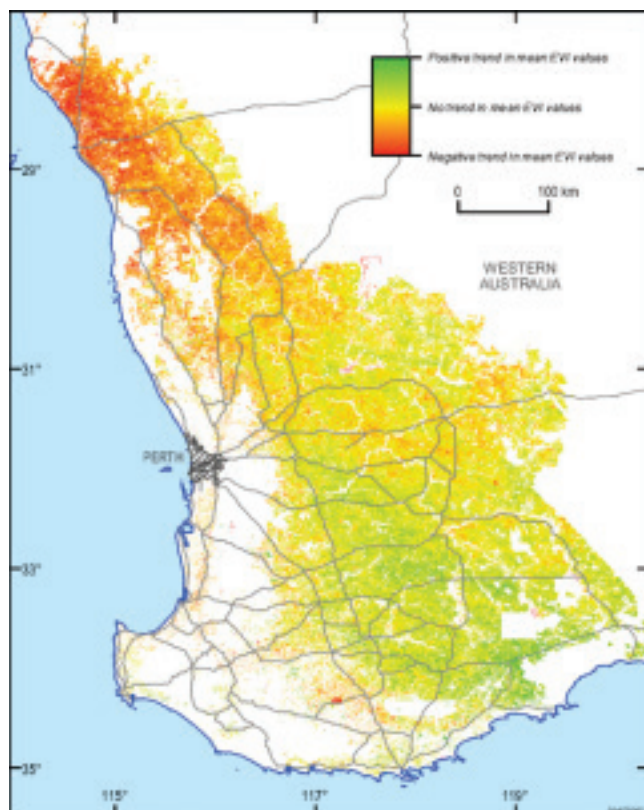 Positive trend in mean EVI values
No trend in mean EVI values
Negative trend in mean EVI values
0 100 km
29°
WESTERN
AUSTRALIA
31°
PERTH
33°
35°
115° 117° 119°